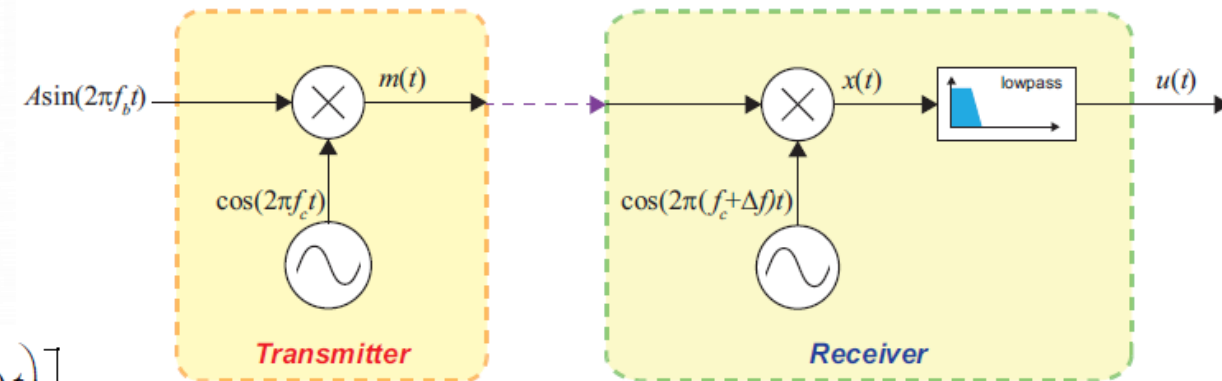 Asin(2πf_bt)
m(t)
cos(2πf_ct)
Transmitter
x(t)
lowpass
u(t)
cos(2π(f_c+Δf)t)
Receiver